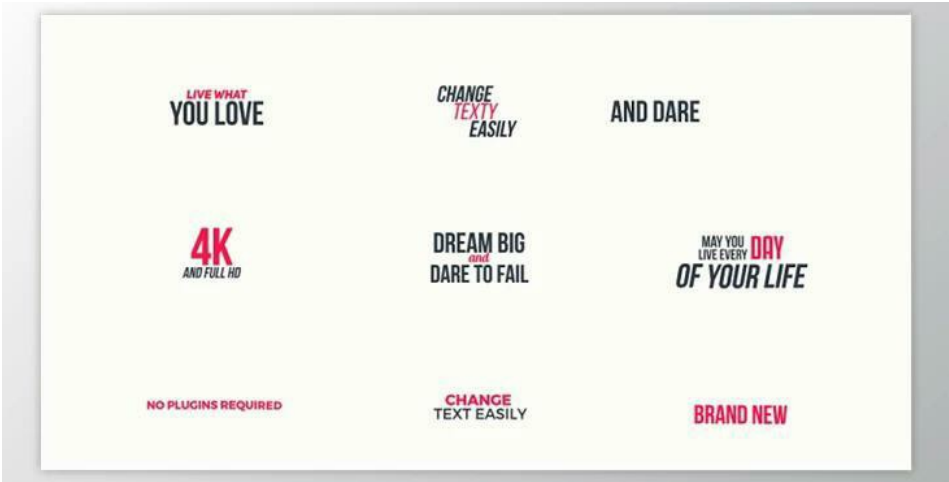 LIVE WHAT
YOU LOVE
CHANGE
TEXTY
EASILY
AND DARE
4K
AND FULL HD
DREAM BIG
and
DARE TO FAIL
MAY YOU
LIVE EVERY DAY
OF YOUR LIFE
NO PLUGINS REQUIRED
CHANGE
TEXT EASILY
BRAND NEW